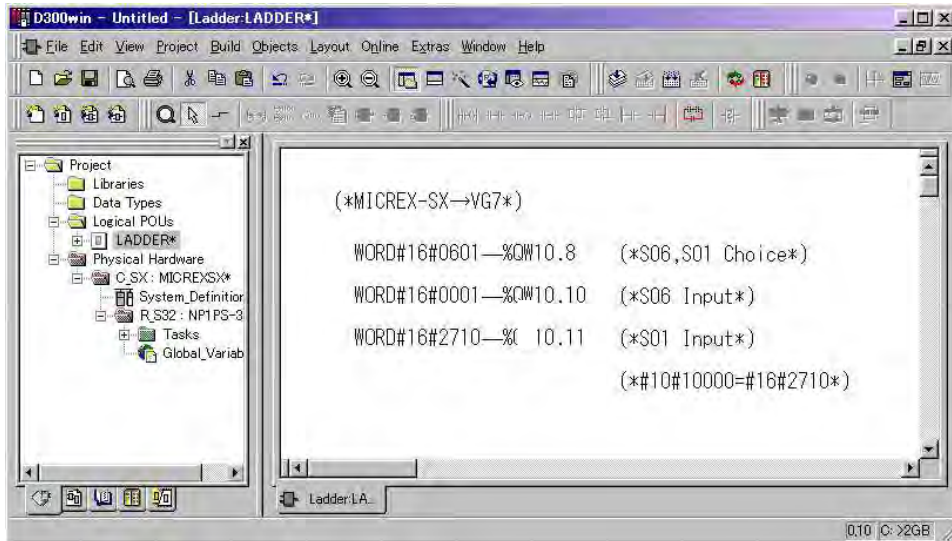 D300win - Untitled - [Ladder:LADDER*]
File Edit View Project Build Objects Layout Online Extras Window Help
Project
Libraries
Data Types
Logical POUs
LADDER*
Physical Hardware
C_SX : MICREXSX*
System_Definitior
R_S32 : NP1PS-3
Tasks
Global_Variab
(*MICREX-SX→VG7*)
WORD#16#0601—%QW10.8 (*S06,S01 Choice*)
WORD#16#0001—%QW10.10 (*S06 Input*)
WORD#16#2710—%( 10.11 (*S01 Input*)
(*#10#10000=#16#2710*)
Ladder:LA..
0,10 C: >2GB